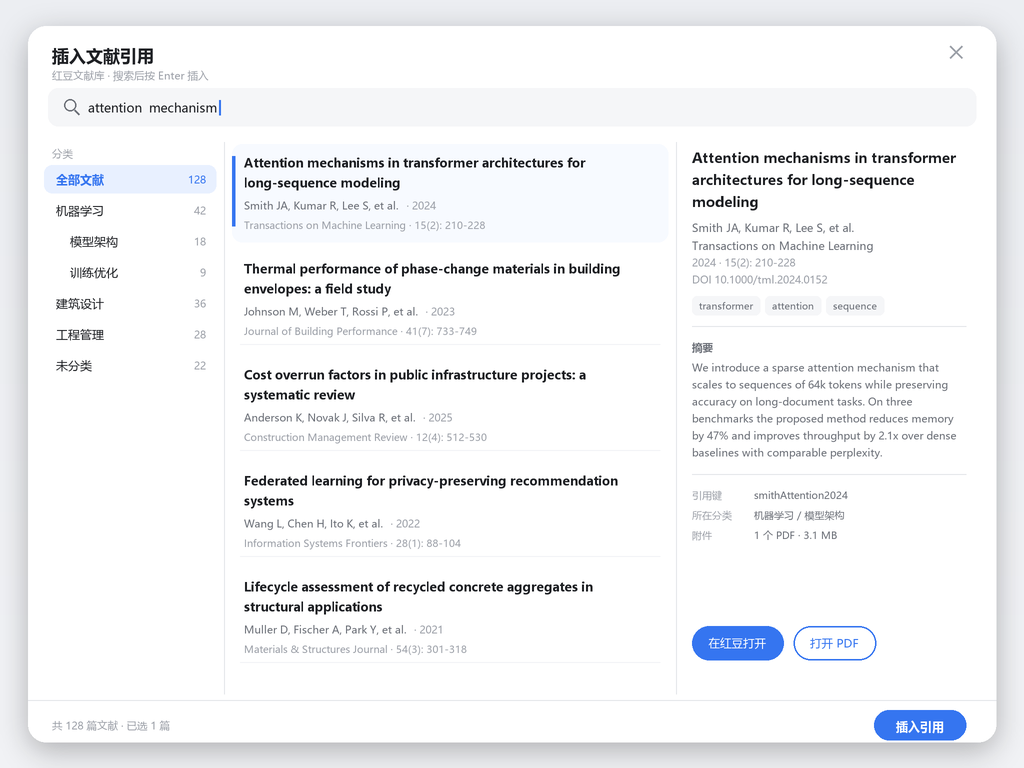 插入文献引用
红豆文献库 · 搜索后按 Enter 插入
attention  mechanism
分类
全部文献 128
机器学习 42
模型架构 18
训练优化 9
建筑设计 36
工程管理 28
未分类 22
Attention mechanisms in transformer architectures for
long-sequence modeling
Smith JA, Kumar R, Lee S, et al. · 2024
Transactions on Machine Learning · 15(2): 210-228
Thermal performance of phase-change materials in building
envelopes: a field study
Johnson M, Weber T, Rossi P, et al. · 2023
Journal of Building Performance · 41(7): 733-749
Cost overrun factors in public infrastructure projects: a
systematic review
Anderson K, Novak J, Silva R, et al. · 2025
Construction Management Review · 12(4): 512-530
Federated learning for privacy-preserving recommendation
systems
Wang L, Chen H, Ito K, et al. · 2022
Information Systems Frontiers · 28(1): 88-104
Lifecycle assessment of recycled concrete aggregates in
structural applications
Muller D, Fischer A, Park Y, et al. · 2021
Materials & Structures Journal · 54(3): 301-318
Attention mechanisms in transformer
architectures for long-sequence
modeling
Smith JA, Kumar R, Lee S, et al.
Transactions on Machine Learning
2024 · 15(2): 210-228
DOI 10.1000/tml.2024.0152
transformer attention sequence
摘要
We introduce a sparse attention mechanism that
scales to sequences of 64k tokens while preserving
accuracy on long-document tasks. On three
benchmarks the proposed method reduces memory
by 47% and improves throughput by 2.1x over dense
baselines with comparable perplexity.
引用键 smithAttention2024
所在分类 机器学习 / 模型架构
附件 1 个 PDF · 3.1 MB
在红豆打开 打开 PDF
共 128 篇文献 · 已选 1 篇
插入引用